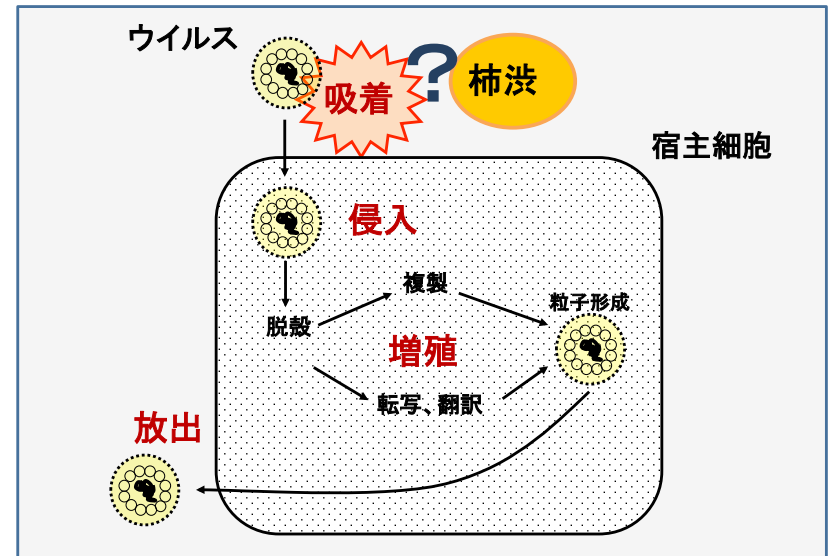 ウイルス
吸着
?
柿渋
宿主細胞
侵入
複製
粒子形成
脱殻
増殖
転写、翻訳
放出